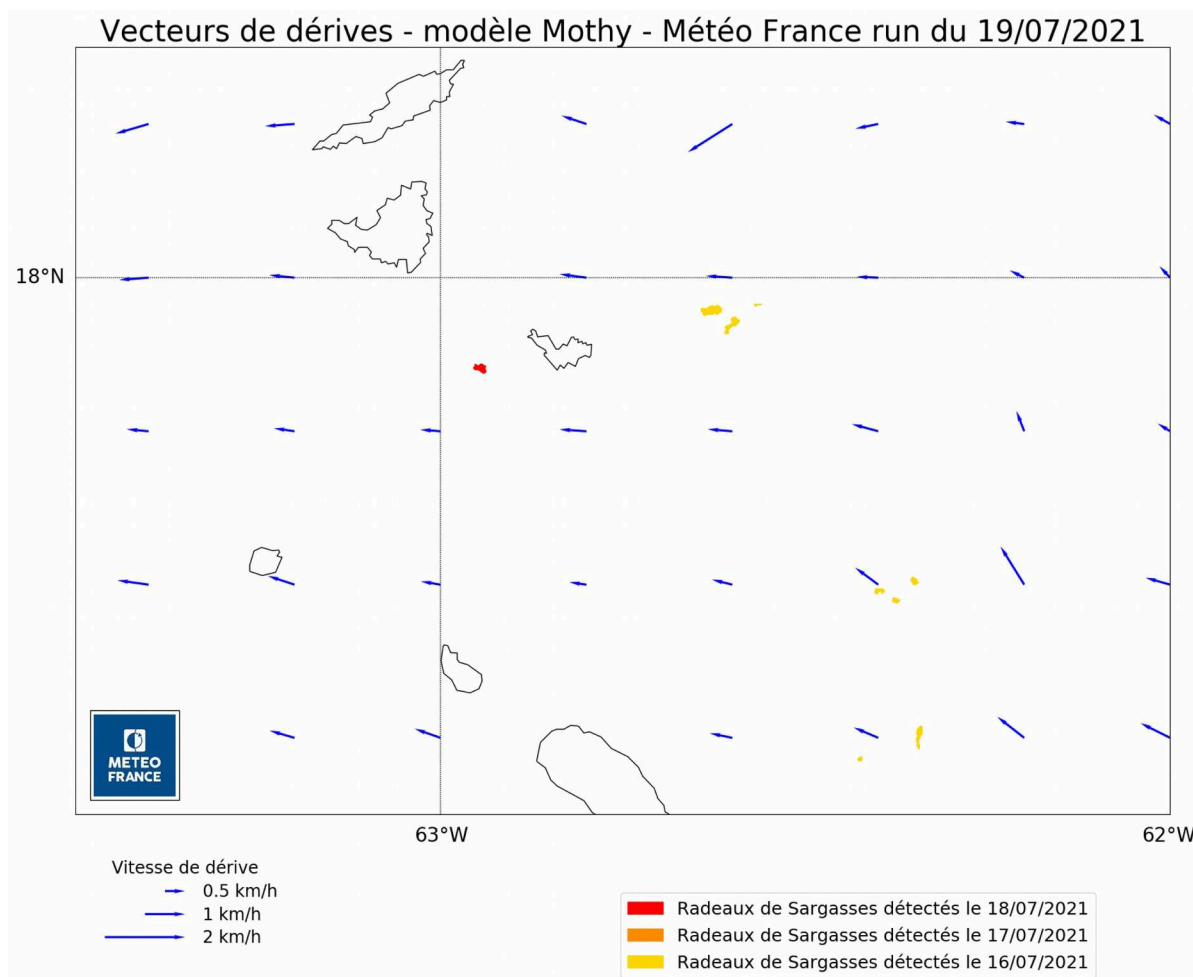 Vecteurs de dérives - modèle Mothy - Météo France run du 19/07/2021
18°N
METEO
FRANCE
63°W
62°W
Vitesse de dérive
0.5 km/h
1 km/h
2 km/h
Radeaux de Sargasses détectés le 18/07/2021
Radeaux de Sargasses détectés le 17/07/2021
Radeaux de Sargasses détectés le 16/07/2021